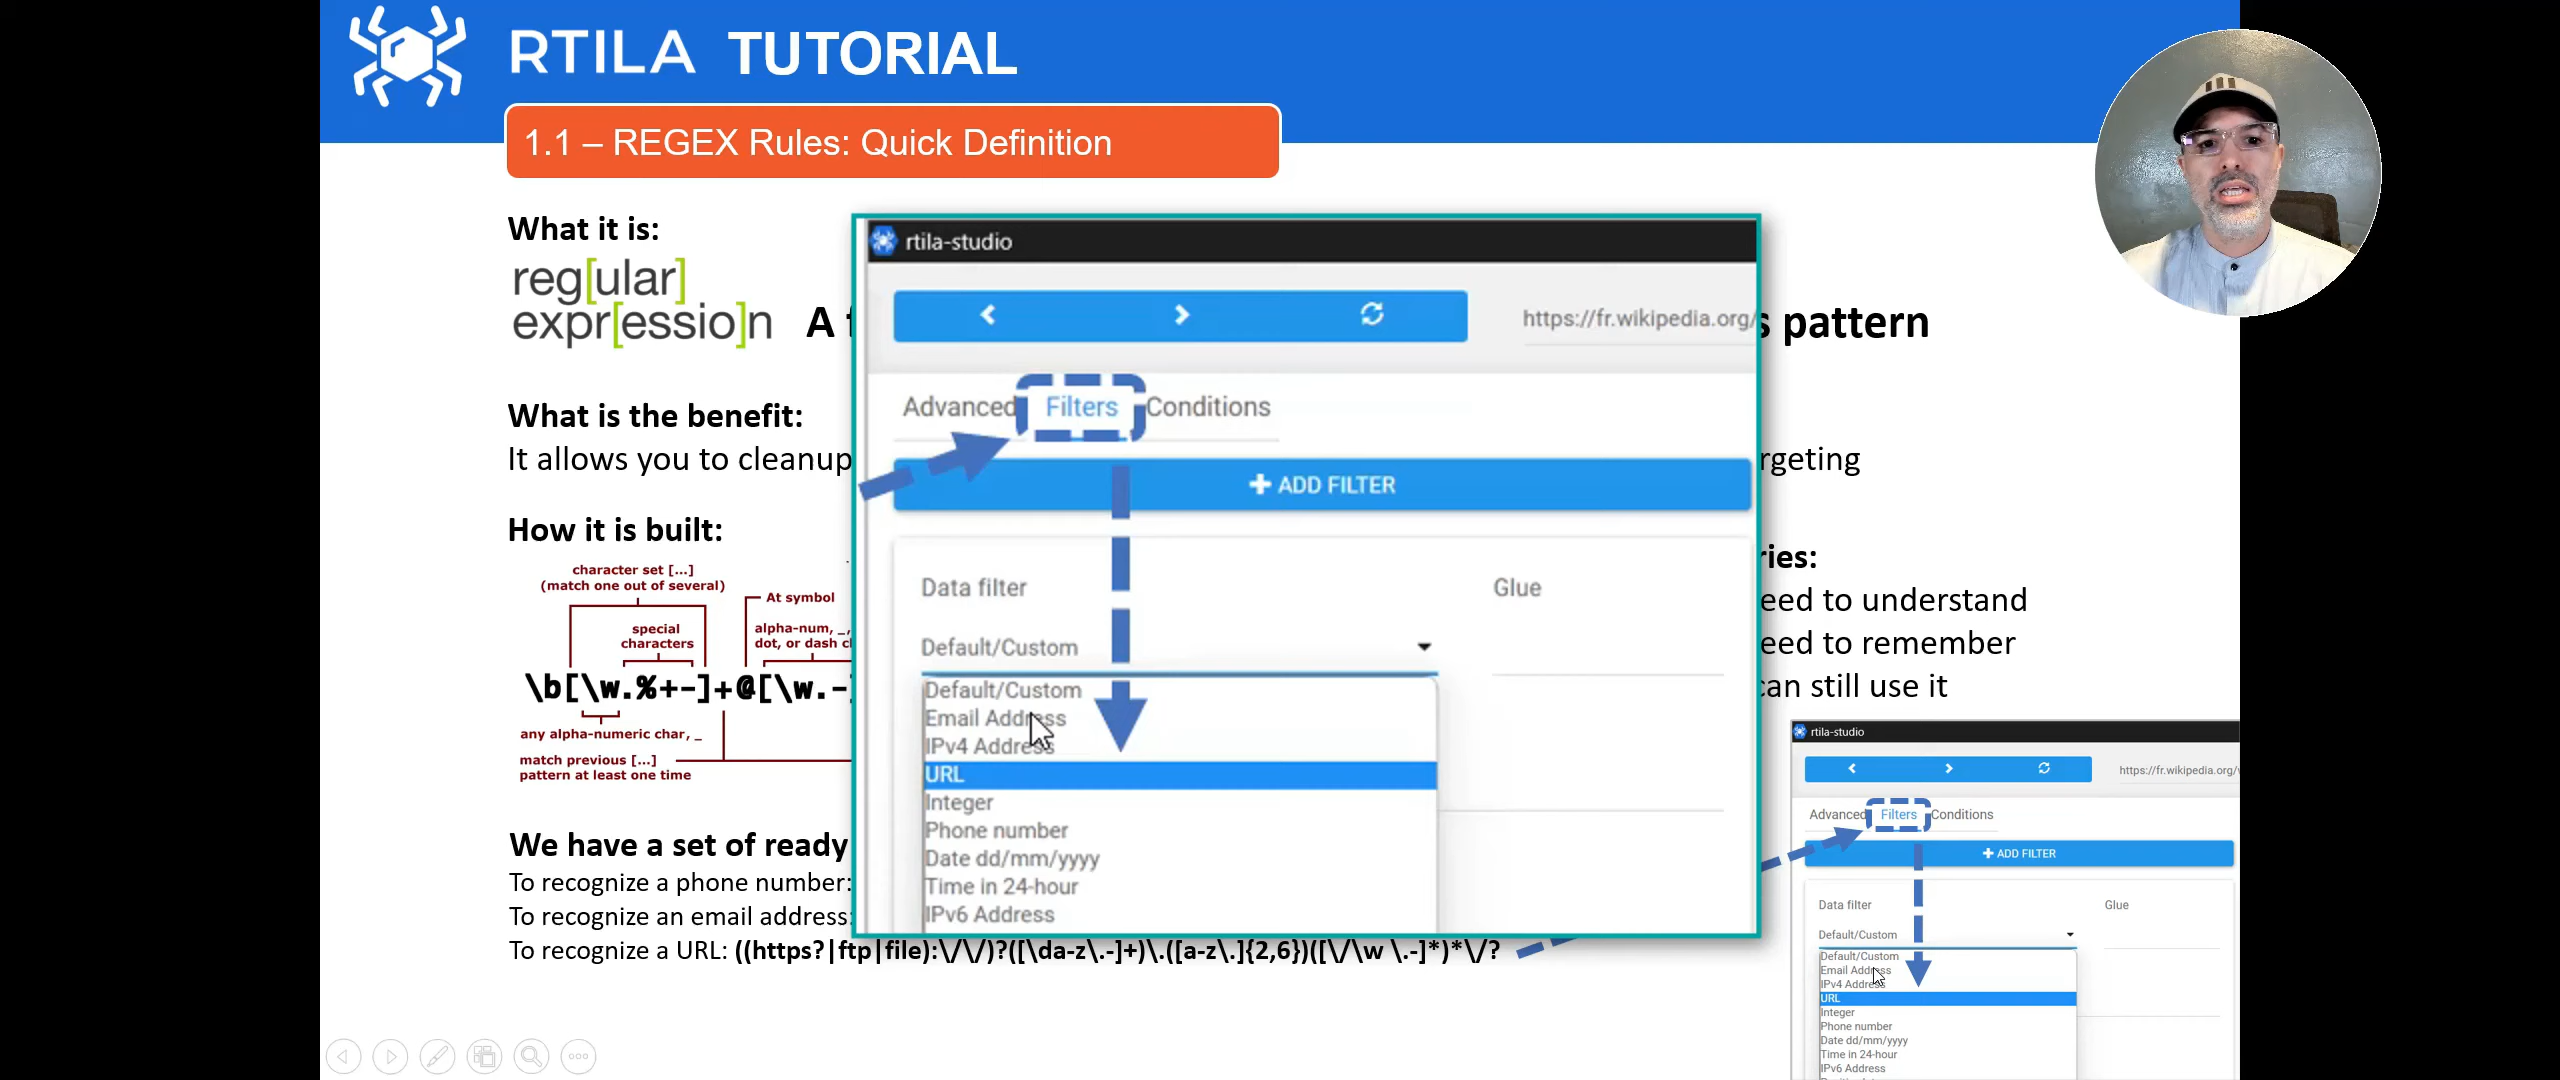 RTILA TUTORIAL
1.1 – REGEX Rules: Quick Definition
What it is:
reg[ular]
expr[essio]n
A
pattern
What is the benefit:
It allows you to cleanup
rgeting
How it is built:
character set [...]
(match one out of several)
At symbol
special
characters
alpha-num, _,
dot, or dash
\b[\w.%+-]+@[\w.-
any alpha-numeric char, _
match previous [...]
pattern at least one time
ries:
eed to understand
eed to remember
can still use it
We have a set of ready
To recognize a phone number:
To recognize an email address:
To recognize a URL: ((https?|ftp|file):\/\/)?([\da-z\.-]+)\.([a-z\.]{2,6})([\/\w \.-]*)*\/?
rtila-studio
https://fr.wikipedia.org/
Advanced Filters Conditions
+ ADD FILTER
Data filter Glue
Default/Custom
Default/Custom
Email Address
IPv4 Address
URL
Integer
Phone number
Date dd/mm/yyyy
Time in 24-hour
IPv6 Address
rtila-studio
https://fr.wikipedia.org/
Advanced Filters Conditions
+ ADD FILTER
Data filter Glue
Default/Custom
Default/Custom
Email Address
IPv4 Address
URL
Integer
Phone number
Date dd/mm/yyyy
Time in 24-hour
IPv6 Address